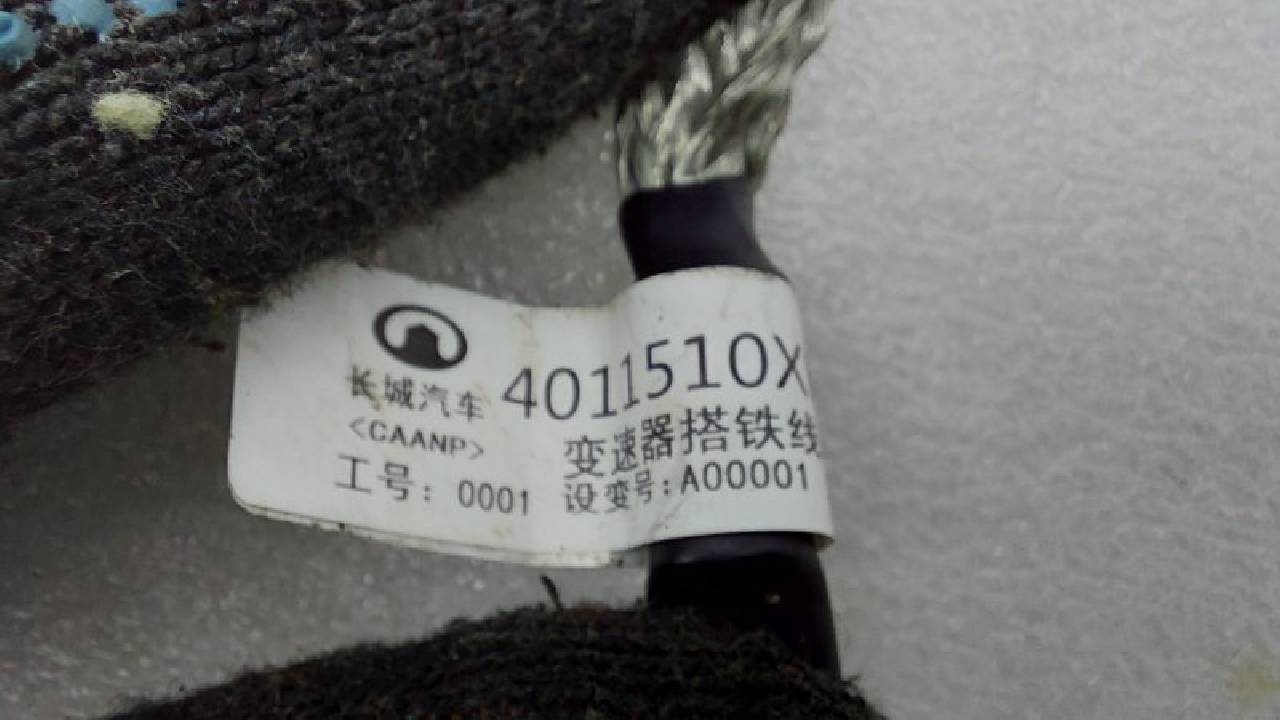 长城汽车
<CAANP>
工号: 0001
4011510X
变速器搭铁线
设变号:A00001